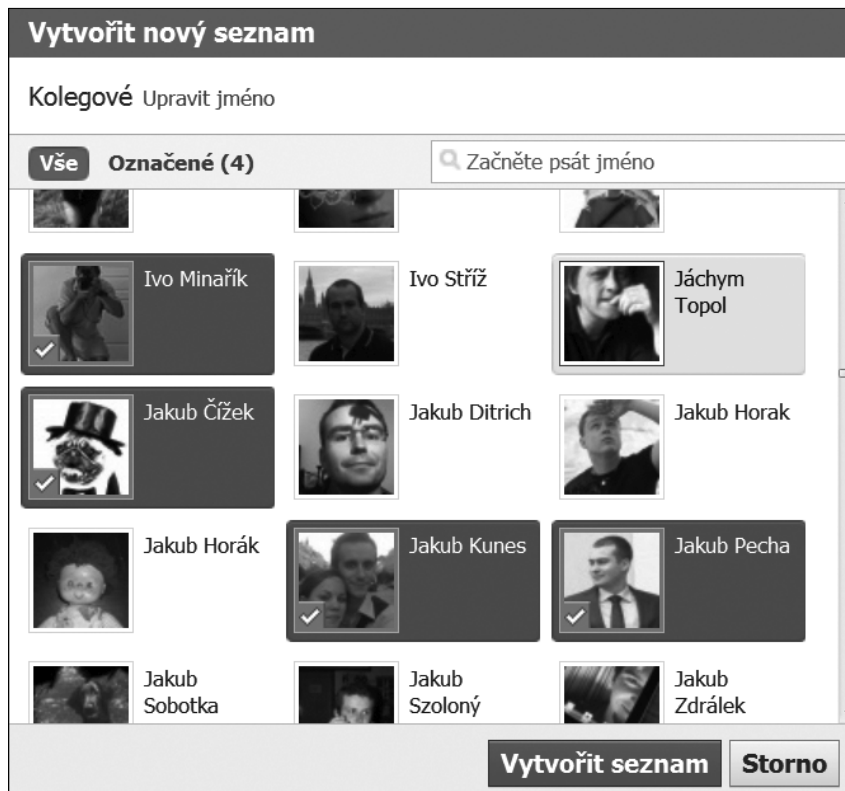 Vytvořit nový seznam
Kolegové Upravit jméno
Vše Označené (4) Začněte psát jméno
Ivo Minařík
Ivo Stříž
Jáchym
Topol
Jakub Čížek
Jakub Ditrich
Jakub Horak
Jakub Horák
Jakub Kunes
Jakub Pecha
Jakub
Sobotka
Jakub
Szoloný
Jakub
Zdrálek
Vytvořit seznam Storno